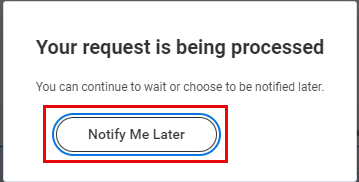 Your request is being processed
You can continue to wait or choose to be notified later.
Notify Me Later